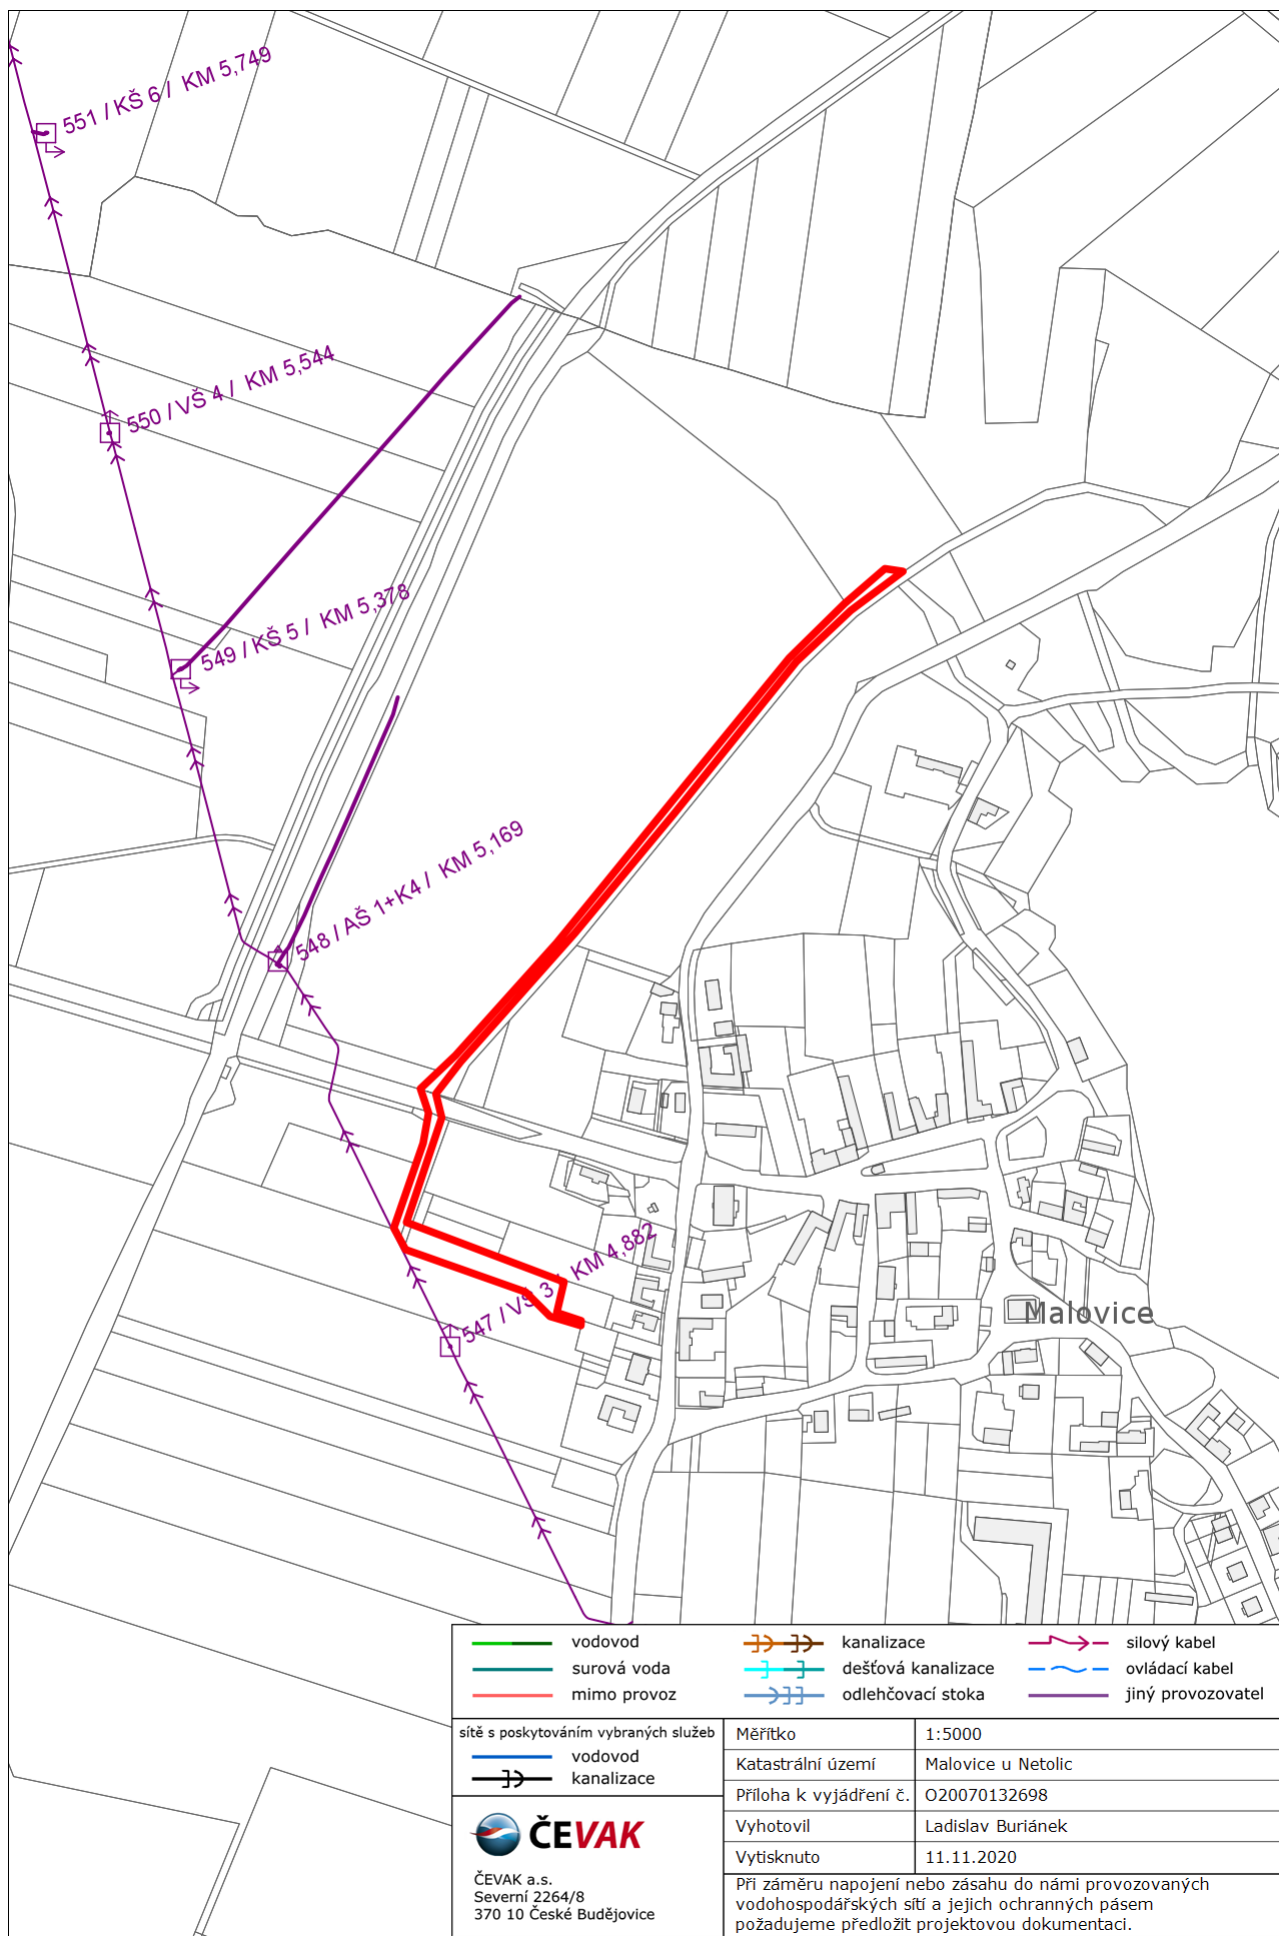 551 / KŠ 6 / KM 5,749
550 / VŠ 4 / KM 5,544
549 / KŠ 5 / KM 5,378
548 / AŠ 1+K4 / KM 5,169
547 / VŠ 3 / KM 4,882
Malovice
vodovod
surová voda
mimo provoz
kanalizace
dešťová kanalizace
odlehčovací stoka
silový kabel
ovládací kabel
jiný provozovatel
sítě s poskytováním vybraných služeb
vodovod
kanalizace
ČEVAK
ČEVAK a.s.
Severní 2264/8
370 10 České Budějovice
Měřítko 1:5000
Katastrální území Malovice u Netolic
Příloha k vyjádření č. O20070132698
Vyhotovil Ladislav Buriánek
Vytisknuto 11.11.2020
Při záměru napojení nebo zásahu do námi provozovaných
vodohospodářských sítí a jejich ochranných pásem
požadujeme předložit projektovou dokumentaci.